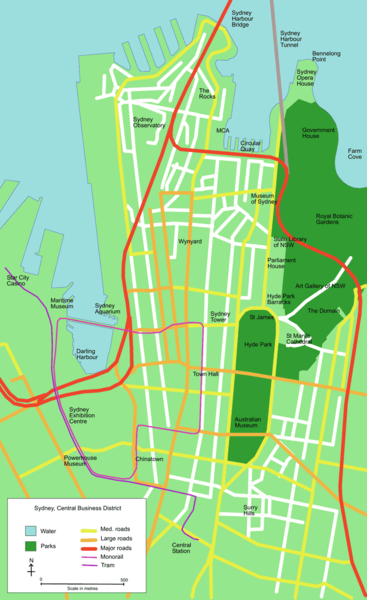 Sydney
Harbour
Bridge
Sydney
Harbour
Tunnel
Bennelong
Point
Sydney
Opera
House
The
Rocks
Sydney
Observatory
MCA
Circular
Quay
Government
House
Farm
Cove
Museum
of Sydney
Royal Botanic
Gardens
Wynyard
State Library
of NSW
Parliament
House
Star City
Casino
Art Gallery of NSW
Maritime
Museum
Sydney
Aquarium
Hyde Park
Barracks
The Domain
Sydney
Tower
St James
St Marys
Cathedral
Hyde Park
Darling
Harbour
Town Hall
Sydney
Exhibition
Centre
Australian
Museum
Powerhouse
Museum
Chinatown
Surry
Hills
Central
Station
Sydney, Central Business District
Water
Parks
Med. roads
Large roads
Major roads
Monorail
Tram
N
0 500
Scale in metres